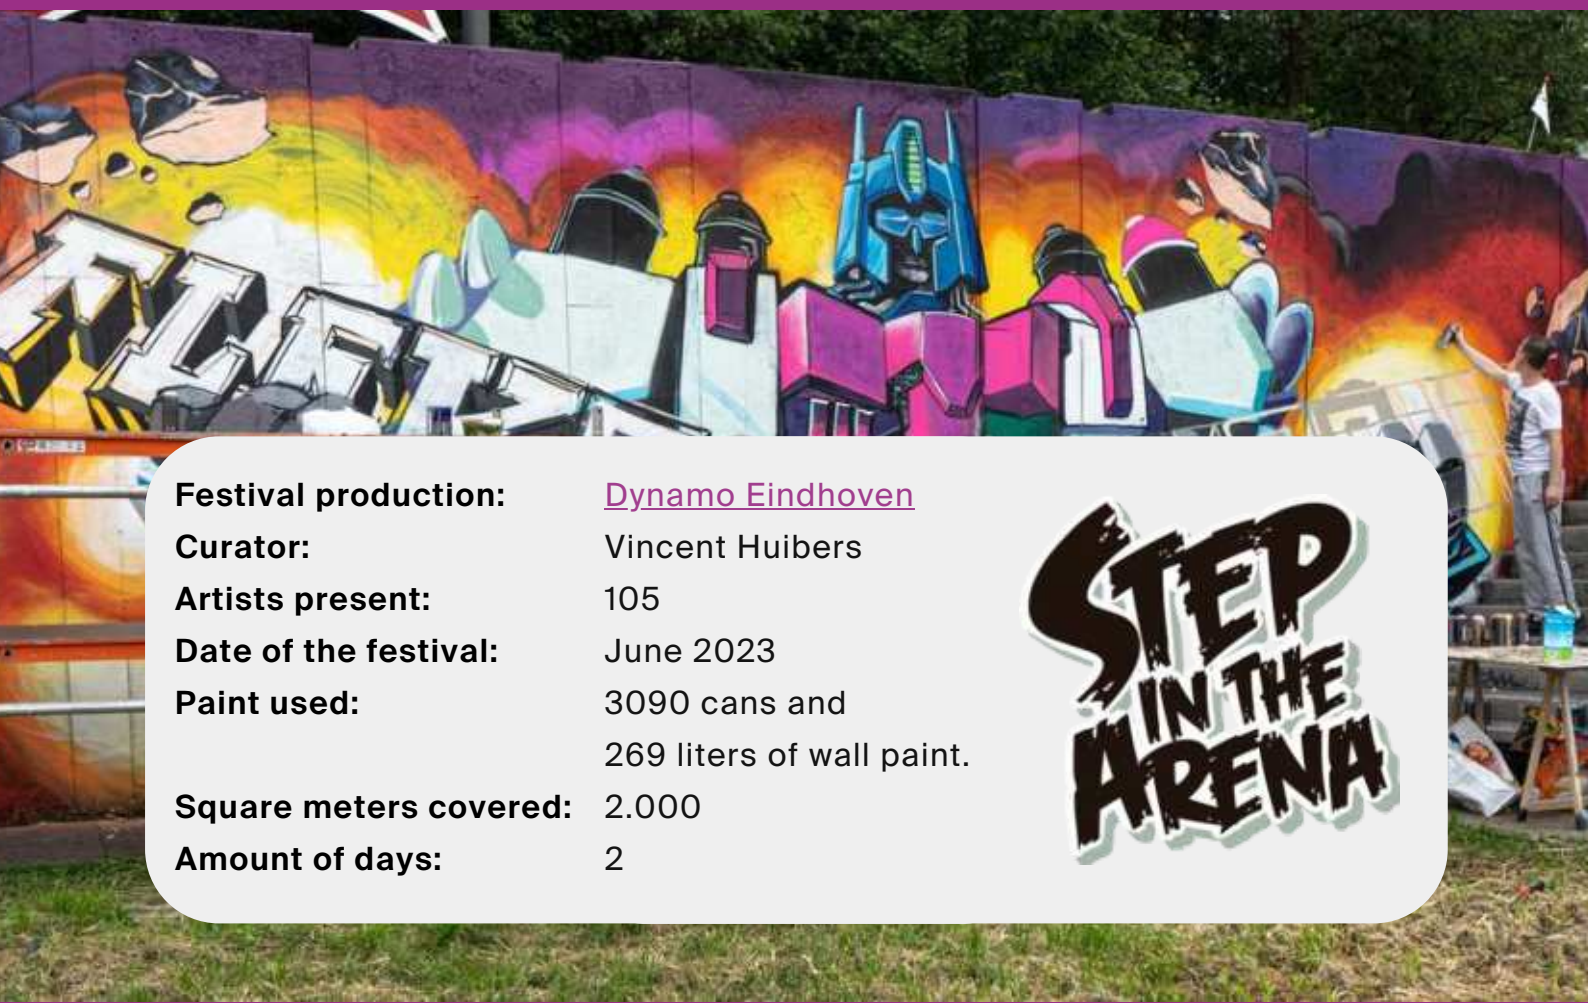 Festival production: Dynamo Eindhoven
Curator: Vincent Huibers
Artists present: 105
Date of the festival: June 2023
Paint used: 3090 cans and
269 liters of wall paint.
Square meters covered: 2.000
Amount of days: 2
STEP
IN THE
ARENA